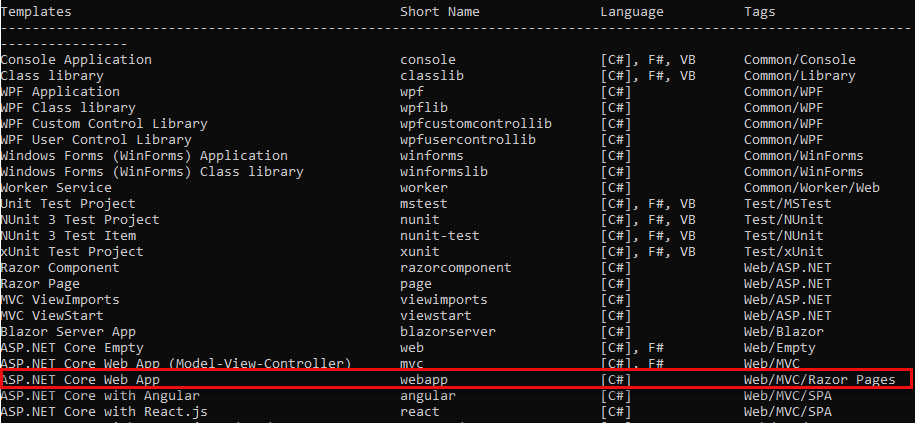 Templates Short Name Language Tags
------------------------------------------------------------------------------------------------------------------
----------------
Console Application console [C#], F#, VB Common/Console
Class library classlib [C#], F#, VB Common/Library
WPF Application wpf [C#] Common/WPF
WPF Class library wpflib [C#] Common/WPF
WPF Custom Control Library wpfcustomcontrollib [C#] Common/WPF
WPF User Control Library wpfusercontrollib [C#] Common/WPF
Windows Forms (WinForms) Application winforms [C#] Common/WinForms
Windows Forms (WinForms) Class library winformslib [C#] Common/WinForms
Worker Service worker [C#] Common/Worker/Web
Unit Test Project mstest [C#], F#, VB Test/MSTest
NUnit 3 Test Project nunit [C#], F#, VB Test/NUnit
NUnit 3 Test Item nunit-test [C#], F#, VB Test/NUnit
xUnit Test Project xunit [C#], F#, VB Test/xUnit
Razor Component razorcomponent [C#] Web/ASP.NET
Razor Page page [C#] Web/ASP.NET
MVC ViewImports viewimports [C#] Web/ASP.NET
MVC ViewStart viewstart [C#] Web/ASP.NET
Blazor Server App blazorserver [C#] Web/Blazor
ASP.NET Core Empty web [C#], F# Web/Empty
ASP.NET Core Web App (Model-View-Controller) mvc [C#], F# Web/MVC
ASP.NET Core Web App webapp [C#] Web/MVC/Razor Pages
ASP.NET Core with Angular angular [C#] Web/MVC/SPA
ASP.NET Core with React.js react [C#] Web/MVC/SPA